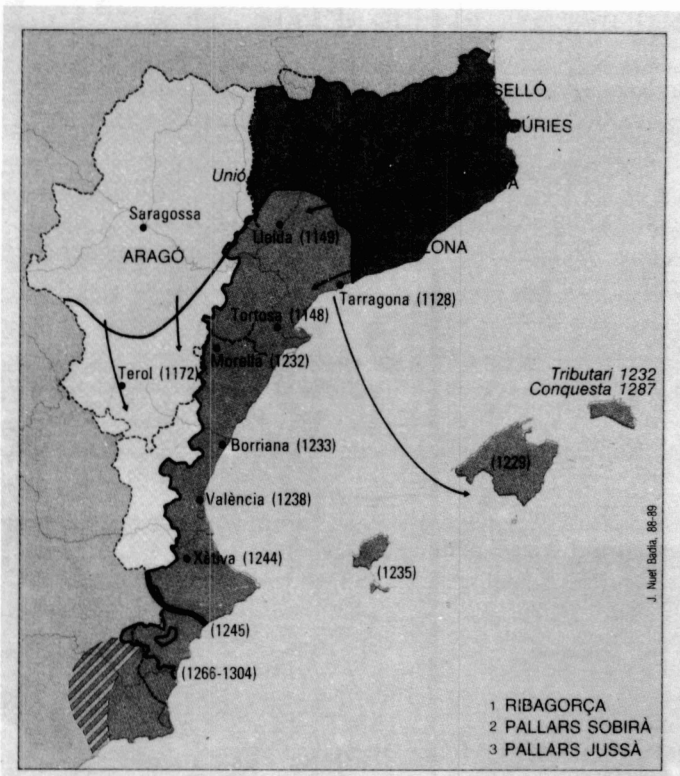 SELLÓ
ÚRIES
Unió
A
Saragossa
Lleida (1149)
ARAGÓ
LONA
Tarragona (1128)
Tortosa (1148)
Morella (1232)
Terol (1172)
Tributari 1232
Conquesta 1287
Borriana (1233)
(1229)
València (1238)
Xàtiva (1244)
(1235)
J. Nuet Badia, 88-89
(1245)
(1266-1304)
1 RIBAGORÇA
2 PALLARS SOBIRÀ
3 PALLARS JUSSÀ